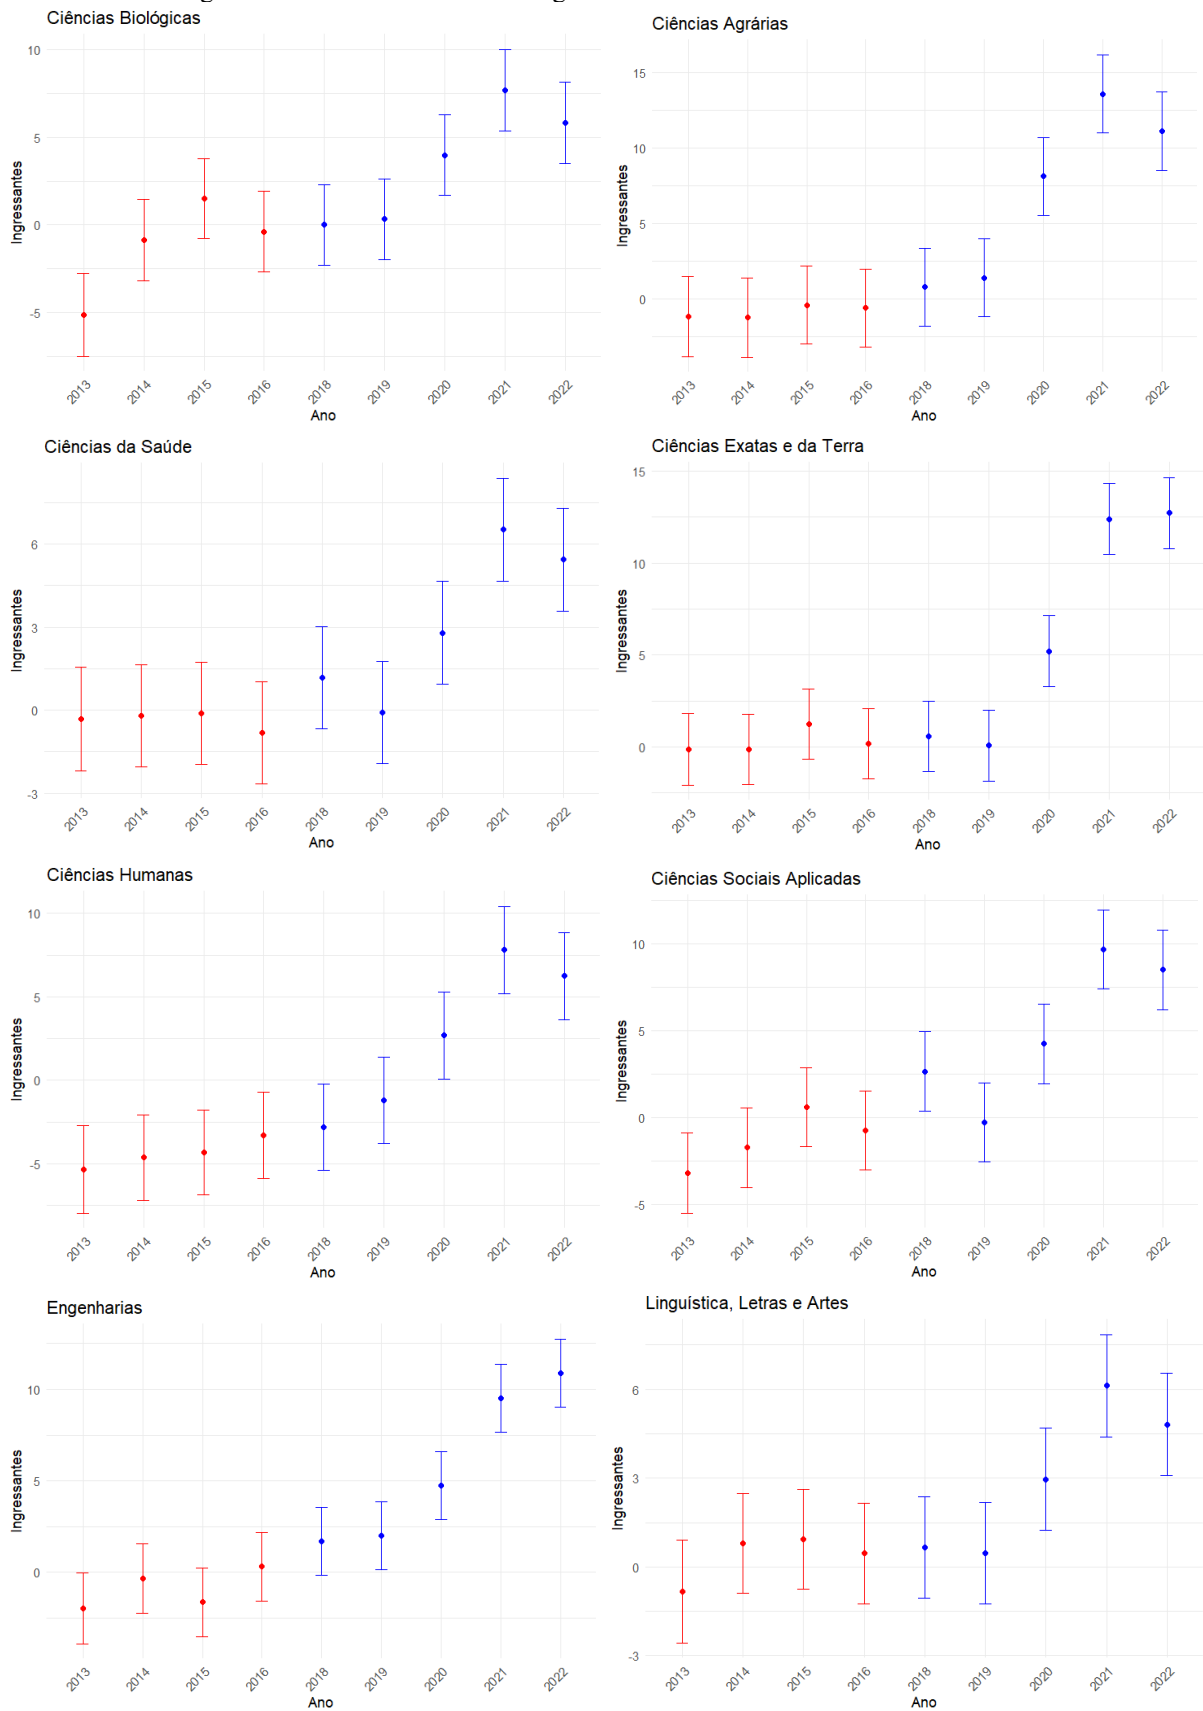 Ciências Biológicas
10
5
0
-5
Ingressantes
2013 2014 2015 2016 2018 2019 2020 2021 2022
Ano
Ciências Agrárias
15
10
5
0
Ingressantes
2013 2014 2015 2016 2018 2019 2020 2021 2022
Ano
Ciências da Saúde
6
3
0
-3
Ingressantes
2013 2014 2015 2016 2018 2019 2020 2021 2022
Ano
Ciências Exatas e da Terra
15
10
5
0
Ingressantes
2013 2014 2015 2016 2018 2019 2020 2021 2022
Ano
Ciências Humanas
10
5
0
-5
Ingressantes
2013 2014 2015 2016 2018 2019 2020 2021 2022
Ano
Ciências Sociais Aplicadas
10
5
0
-5
Ingressantes
2013 2014 2015 2016 2018 2019 2020 2021 2022
Ano
Engenharias
10
5
0
Ingressantes
2013 2014 2015 2016 2018 2019 2020 2021 2022
Ano
Linguística, Letras e Artes
6
3
0
-3
Ingressantes
2013 2014 2015 2016 2018 2019 2020 2021 2022
Ano